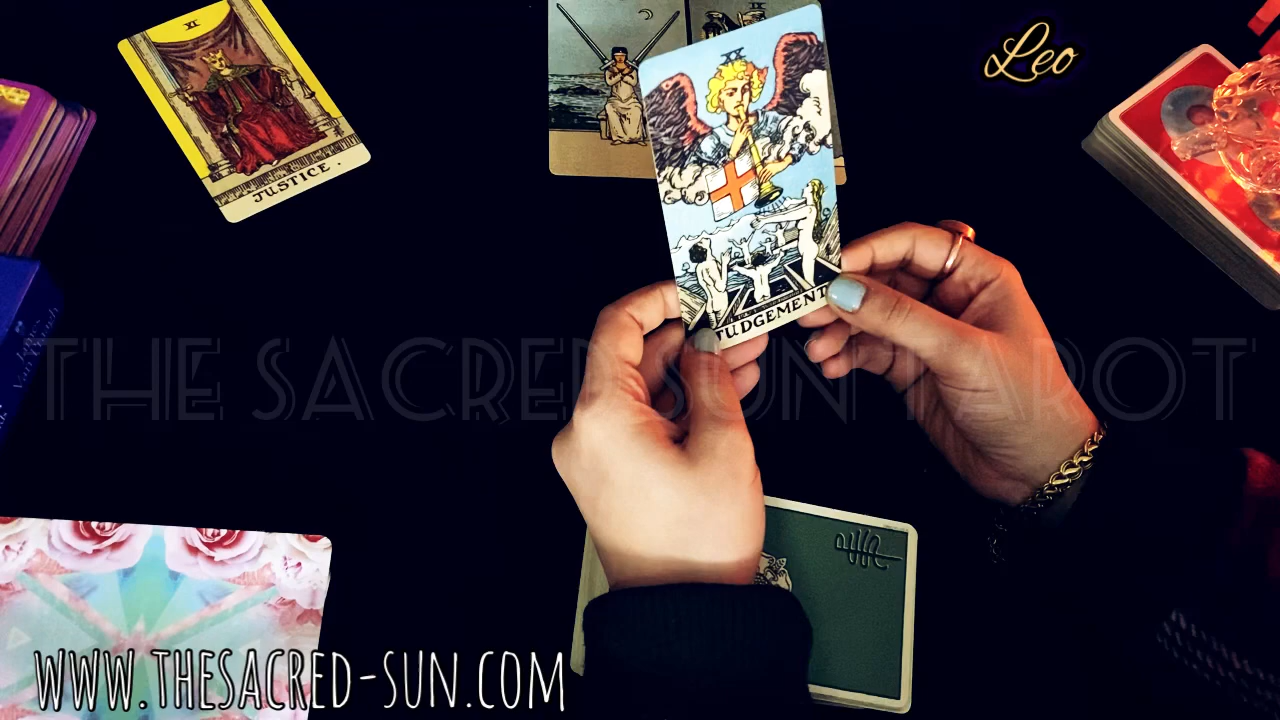 XI
JUSTICE.
XX
JUDGEMENT
Leo
THE SACRED SUN TAROT
www.thesacred-sun.com